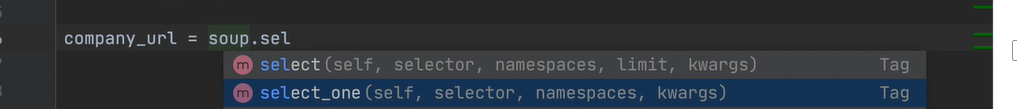 company_url = soup.sel
m select(self, selector, namespaces, limit, kwargs) Tag
m select_one(self, selector, namespaces, kwargs) Tag